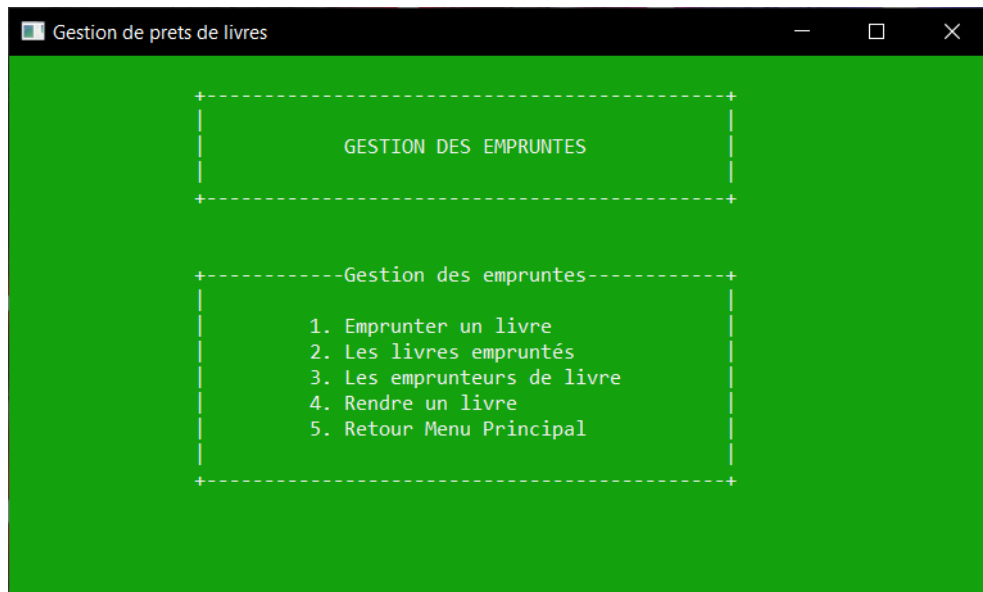 Gestion de prets de livres
GESTION DES EMPRUNTES
Gestion des empruntes
1. Emprunter un livre
2. Les livres empruntés
3. Les emprunteurs de livre
4. Rendre un livre
5. Retour Menu Principal